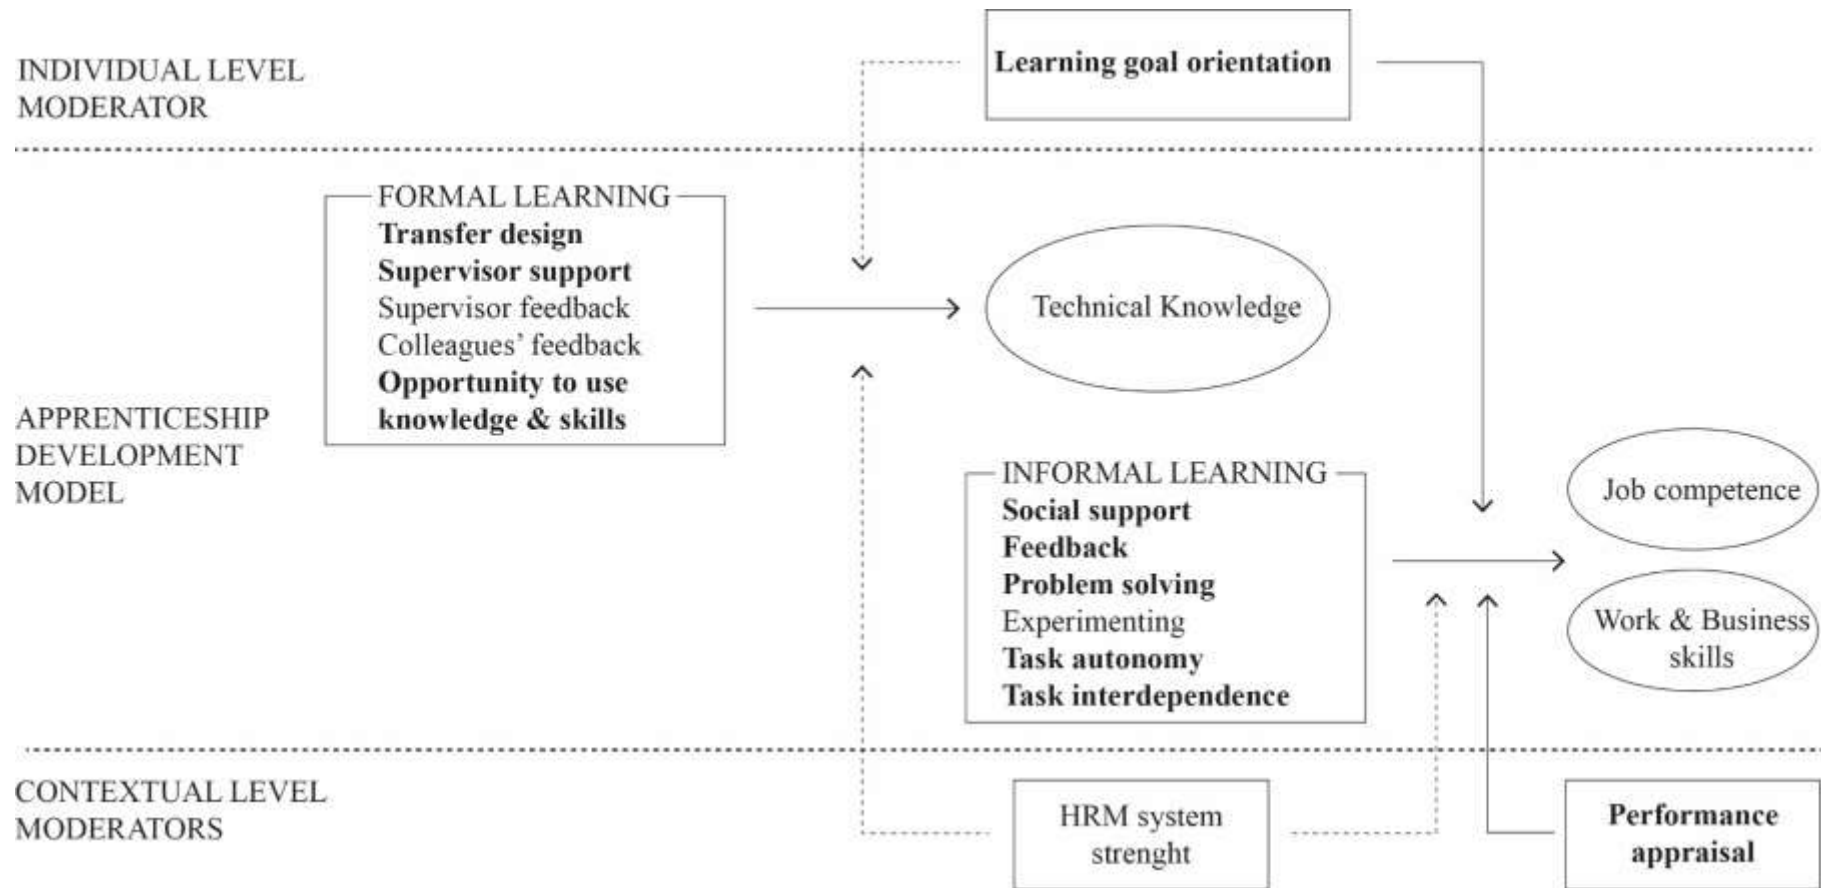 INDIVIDUAL LEVEL
MODERATOR
Learning goal orientation
FORMAL LEARNING
Transfer design
Supervisor support
Supervisor feedback
Colleagues’ feedback
Opportunity to use
knowledge & skills
Technical Knowledge
APPRENTICESHIP
DEVELOPMENT
MODEL
INFORMAL LEARNING
Social support
Feedback
Problem solving
Experimenting
Task autonomy
Task interdependence
Job competence
Work & Business
skills
CONTEXTUAL LEVEL
MODERATORS
HRM system
strenght
Performance
appraisal